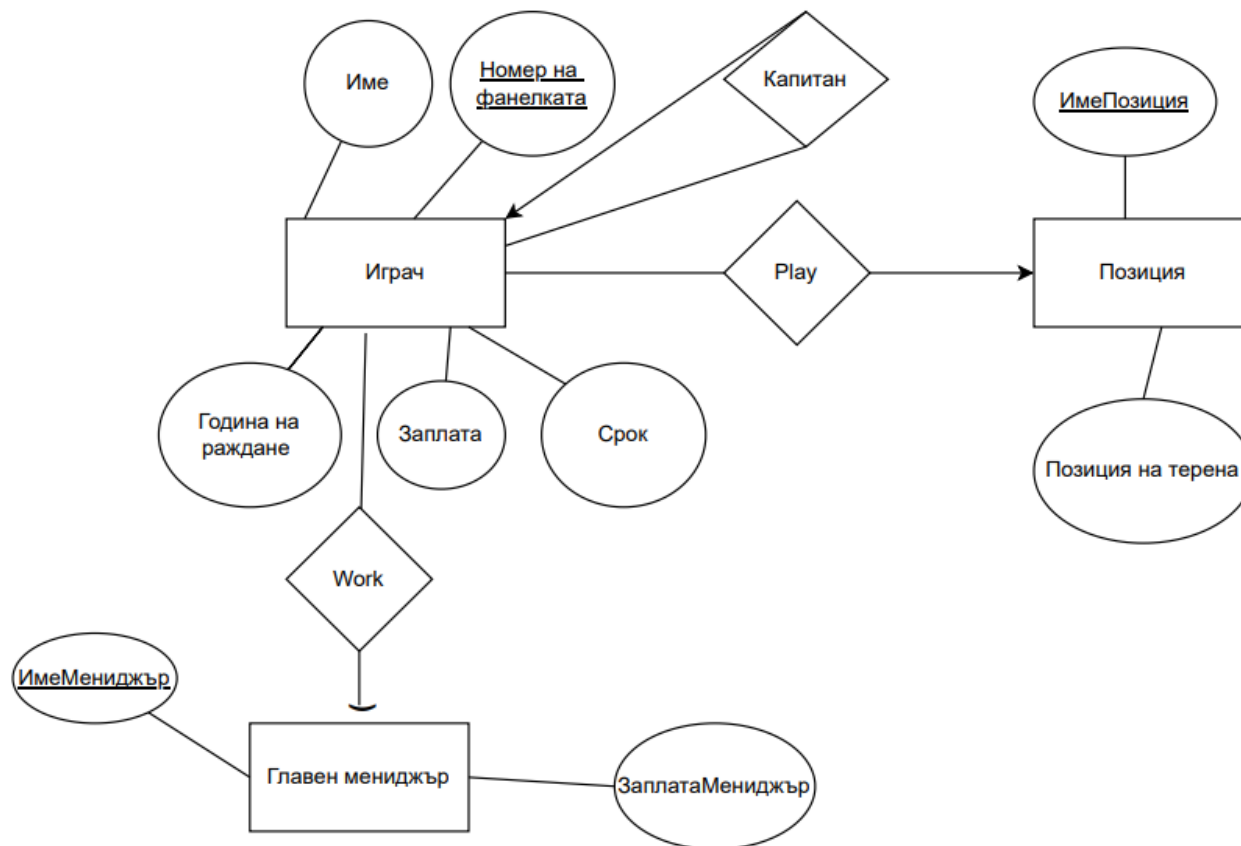 Име
Номер на
фанелката
Капитан
ИмеПозиция
Играч
Play
Позиция
Година на
раждане
Заплата
Срок
Позиция на терена
Work
ИмеМениджър
Главен мениджър
ЗаплатаМениджър